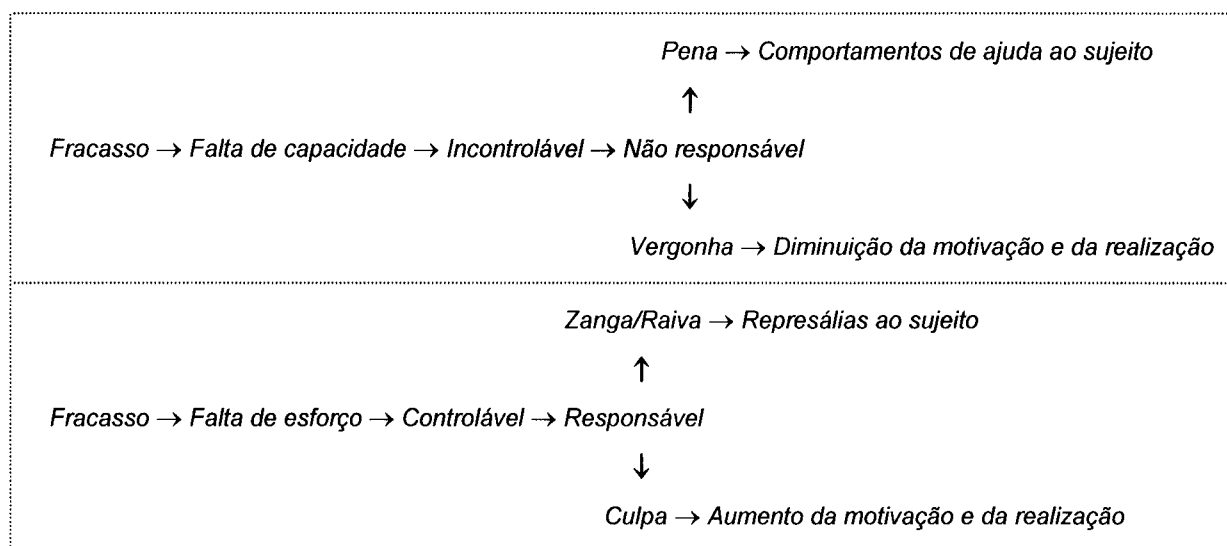 Pena → Comportamentos de ajuda ao sujeito
↑
Fracasso → Falta de capacidade → Incontrolável → Não responsável
↓
Vergonha → Diminuição da motivação e da realização
Zanga/Raiva → Represálias ao sujeito
↑
Fracasso → Falta de esforço → Controlável → Responsável
↓
Culpa → Aumento da motivação e da realização